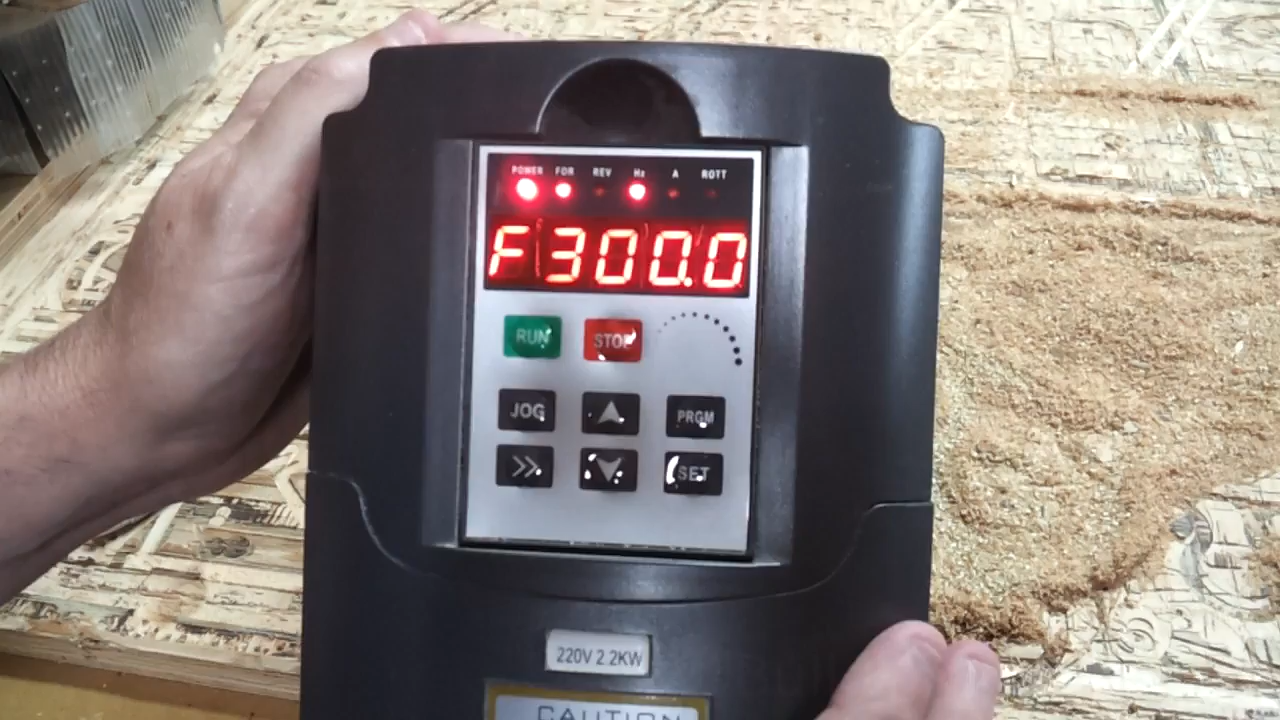 POWER FOR REV Hz A ROTT
F300.0
RUN STOP
JOG PRGM
SET
220V 2.2KW
CAUTION